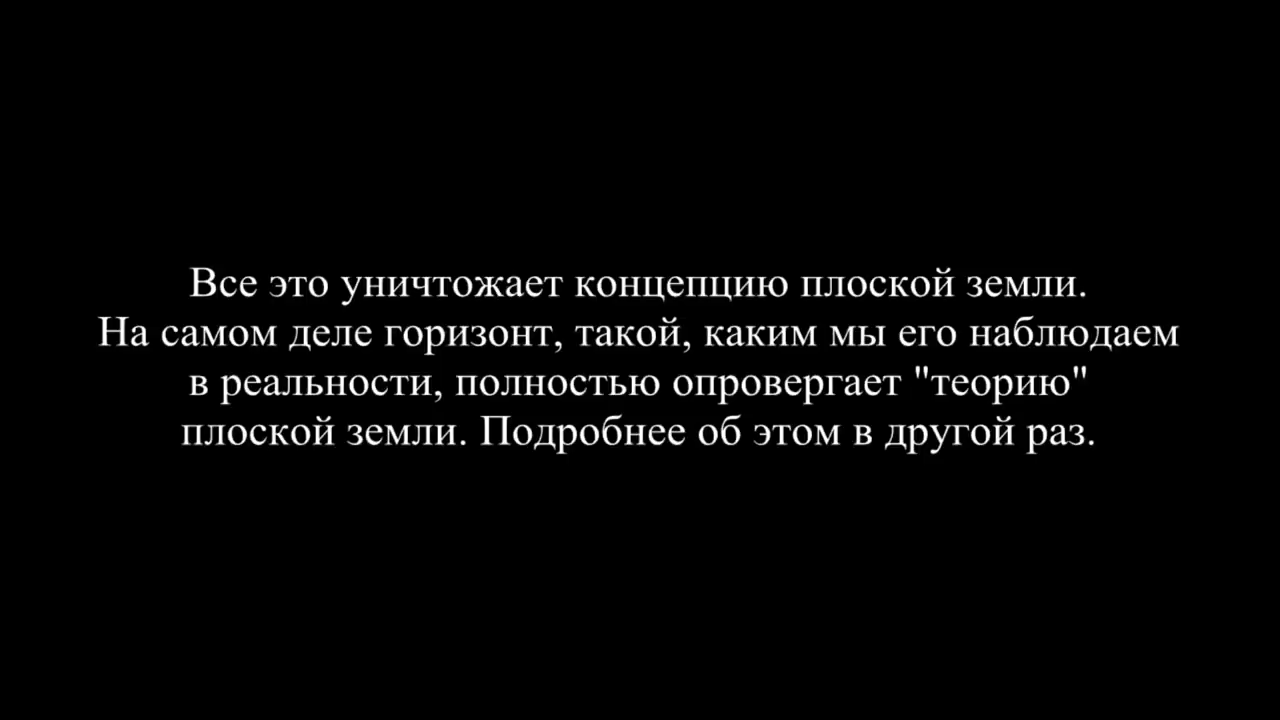 Все это уничтожает концепцию плоской земли.
На самом деле горизонт, такой, каким мы его наблюдаем
в реальности, полностью опровергает "теорию"
плоской земли. Подробнее об этом в другой раз.